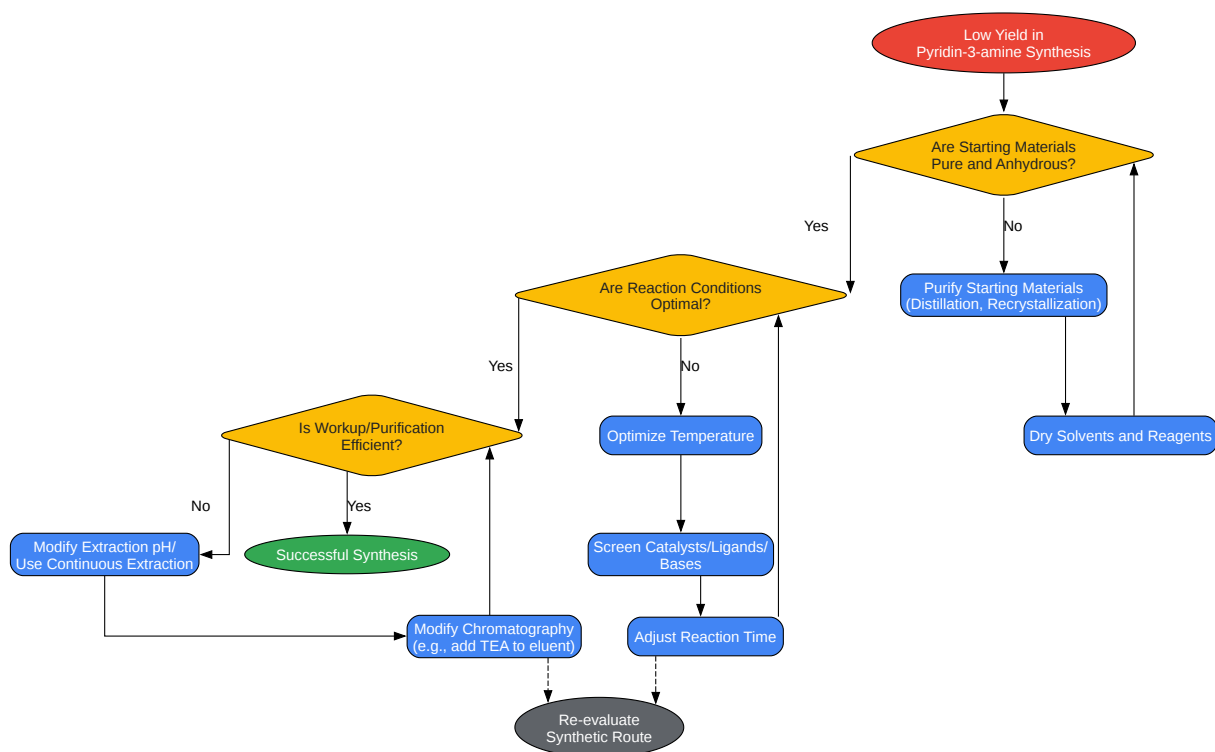 Low Yield in
Pyridin-3-amine Synthesis
Are Starting Materials
Pure and Anhydrous?
Yes
No
Are Reaction Conditions
Optimal?
Purify Starting Materials
(Distillation, Recrystallization)
Yes
No
Is Workup/Purification
Efficient?
Optimize Temperature
Dry Solvents and Reagents
No
Yes
Modify Extraction pH/
Use Continuous Extraction
Successful Synthesis
Screen Catalysts/Ligands/
Bases
Modify Chromatography
(e.g., add TEA to eluent)
Adjust Reaction Time
Re-evaluate
Synthetic Route